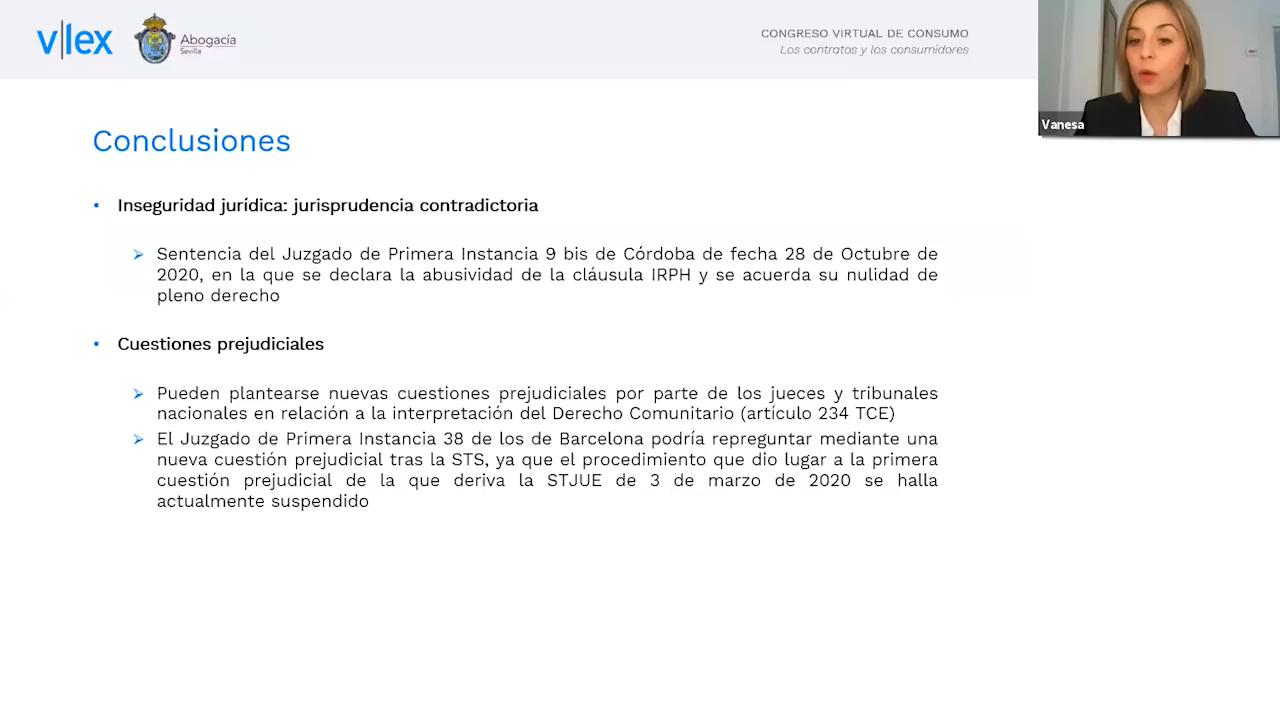 v|lex
Abogacía
Sevilla
CONGRESO VIRTUAL DE CONSUMO
Los contratos y los consumidores
Vanesa
Conclusiones
• Inseguridad jurídica: jurisprudencia contradictoria
➢ Sentencia del Juzgado de Primera Instancia 9 bis de Córdoba de fecha 28 de Octubre de
2020, en la que se declara la abusividad de la cláusula IRPH y se acuerda su nulidad de
pleno derecho
• Cuestiones prejudiciales
➢ Pueden plantearse nuevas cuestiones prejudiciales por parte de los jueces y tribunales
nacionales en relación a la interpretación del Derecho Comunitario (artículo 234 TCE)
➢ El Juzgado de Primera Instancia 38 de los de Barcelona podría repreguntar mediante una
nueva cuestión prejudicial tras la STS, ya que el procedimiento que dio lugar a la primera
cuestión prejudicial de la que deriva la STJUE de 3 de marzo de 2020 se halla
actualmente suspendido